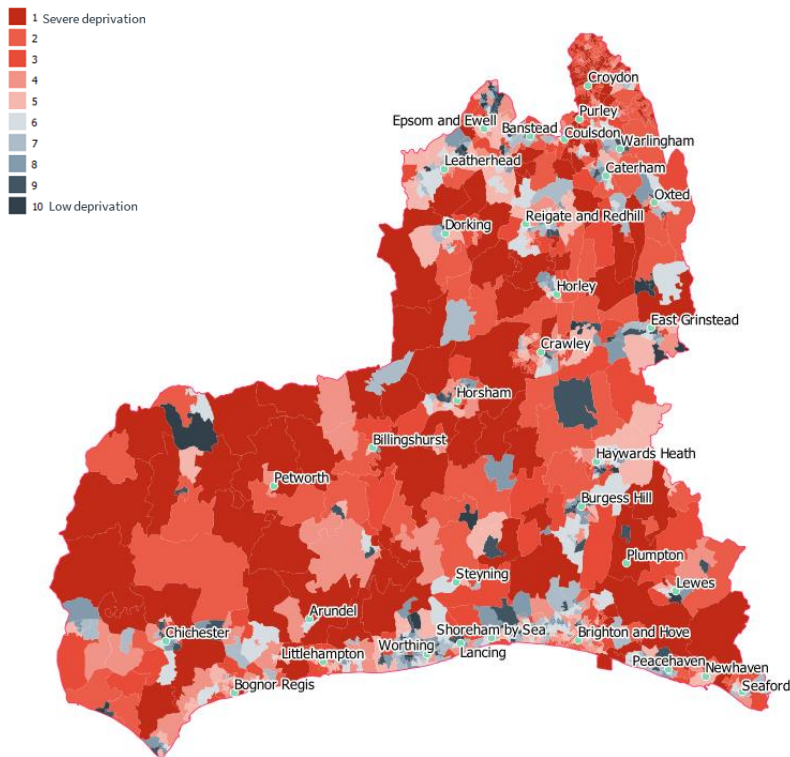 1 Severe deprivation
2
3
4
5
6
7
8
9
10 Low deprivation
Croydon
Purley
Epsom and Ewell
Banstead
Coulsdon
Warlingham
Leatherhead
Caterham
Oxted
Reigate and Redhill
Dorking
Horley
East Grinstead
Crawley
Horsham
Billingshurst
Haywards Heath
Petworth
Burgess Hill
Plumpton
Steyning
Lewes
Arundel
Chichester
Shoreham by Sea
Brighton and Hove
Worthing
Lancing
Littlehampton
Peacehaven
Newhaven
Bognor Regis
Seaford